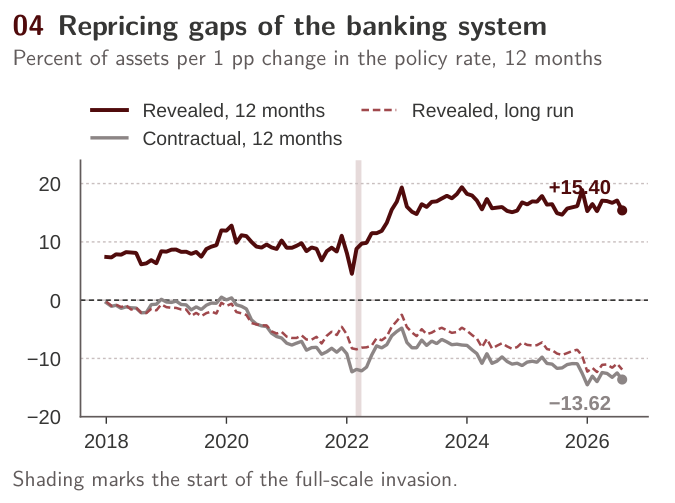 04 Repricing gaps of the banking system
Percent of assets per 1 pp change in the policy rate, 12 months
Revealed, 12 months
Revealed, long run
Contractual, 12 months
20
10
0
−10
−20
+15.40
−13.62
2018
2020
2022
2024
2026
Shading marks the start of the full-scale invasion.